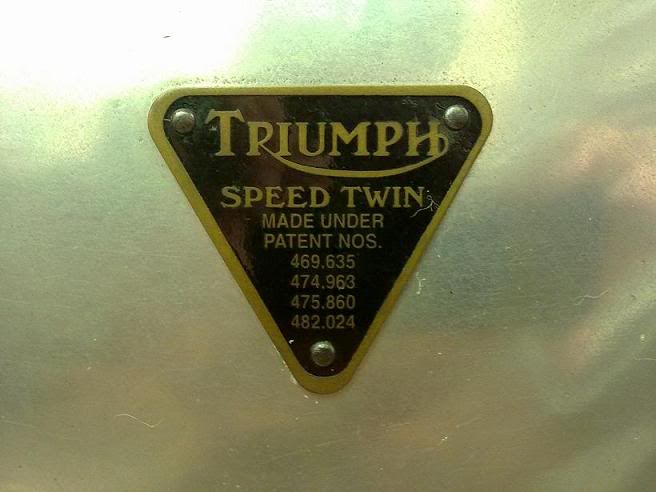 TRIUMPH
SPEED TWIN
MADE UNDER
PATENT NOS.
469.635
474.963
475.860
482.024